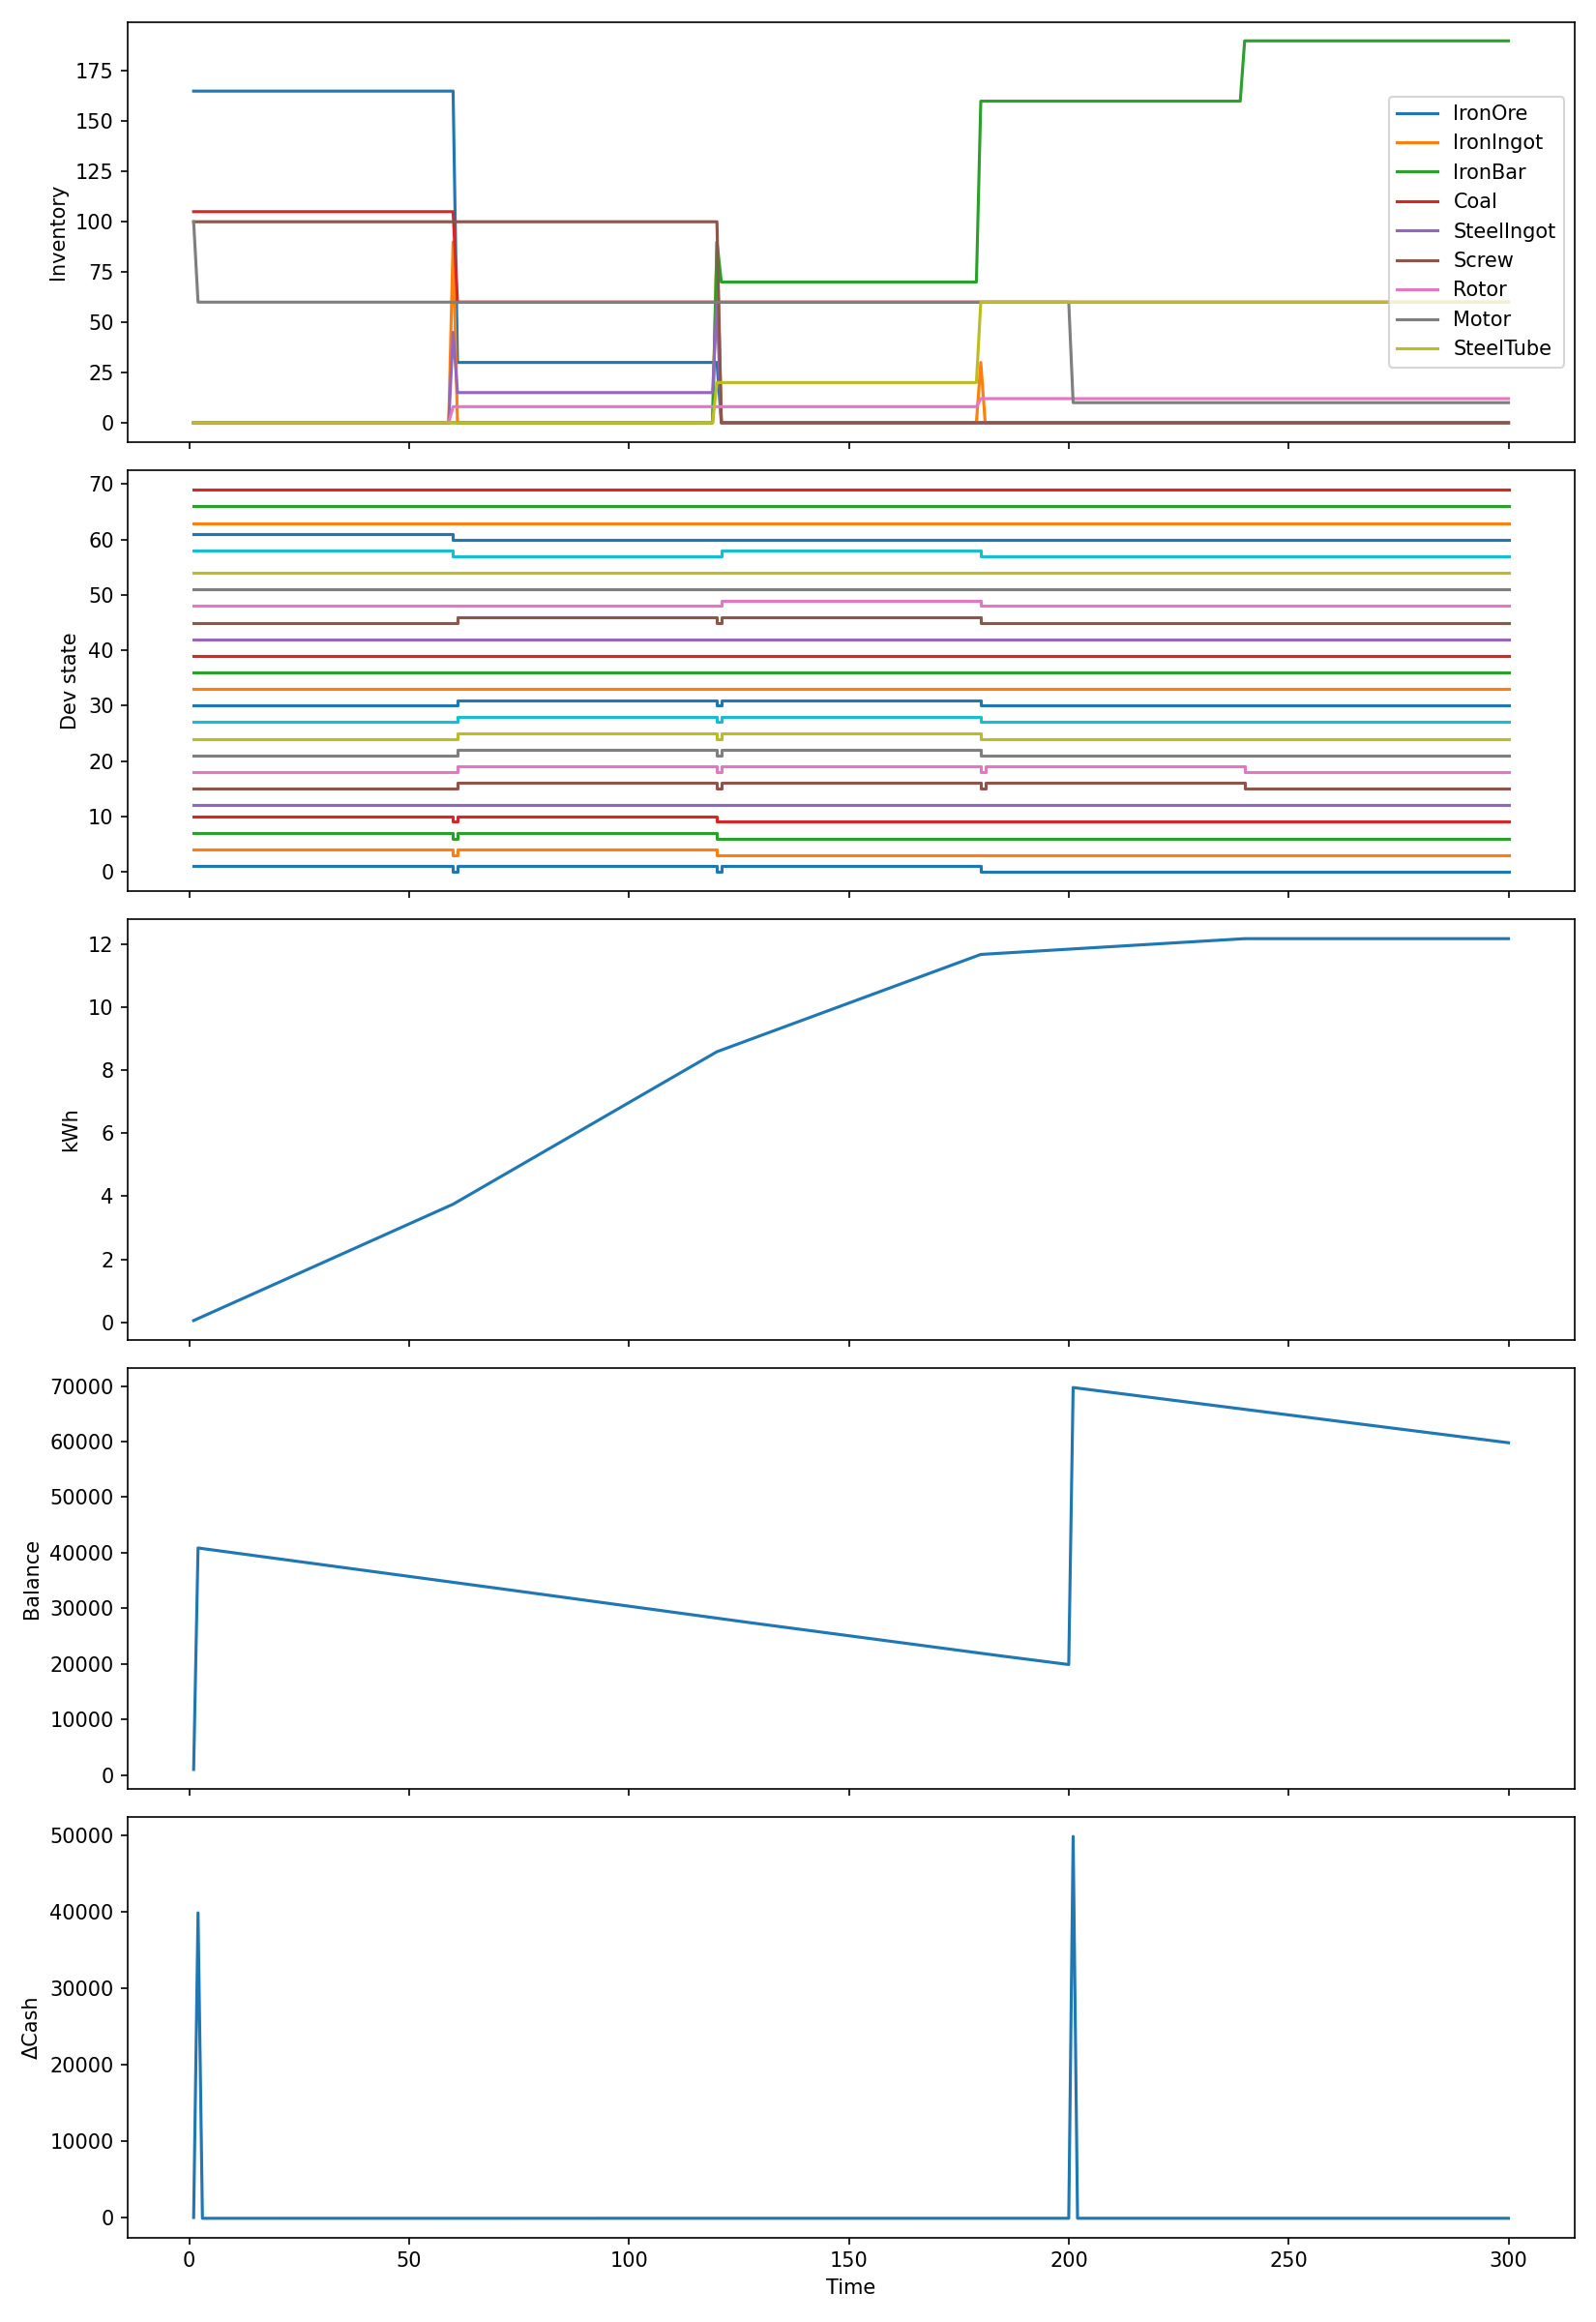 175
150
125
100
75
50
25
0
Inventory
IronOre
IronIngot
IronBar
Coal
SteelIngot
Screw
Rotor
Motor
SteelTube
70
60
50
40
30
20
10
0
Dev state
12
10
8
6
4
2
0
kWh
70000
60000
50000
40000
30000
20000
10000
0
Balance
50000
40000
30000
20000
10000
0
ΔCash
0 50 100 150 200 250 300
Time